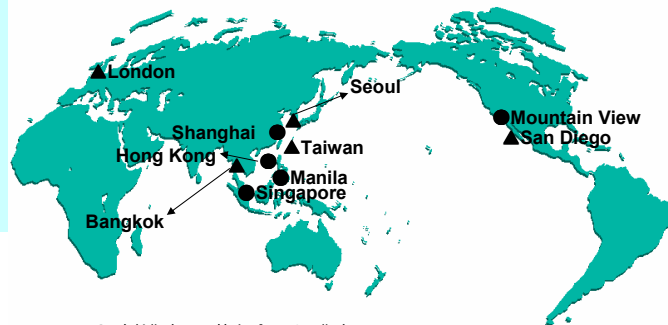 London
Seoul
Mountain View
Shanghai
San Diego
Taiwan
Hong Kong
Manila
Singapore
Bangkok